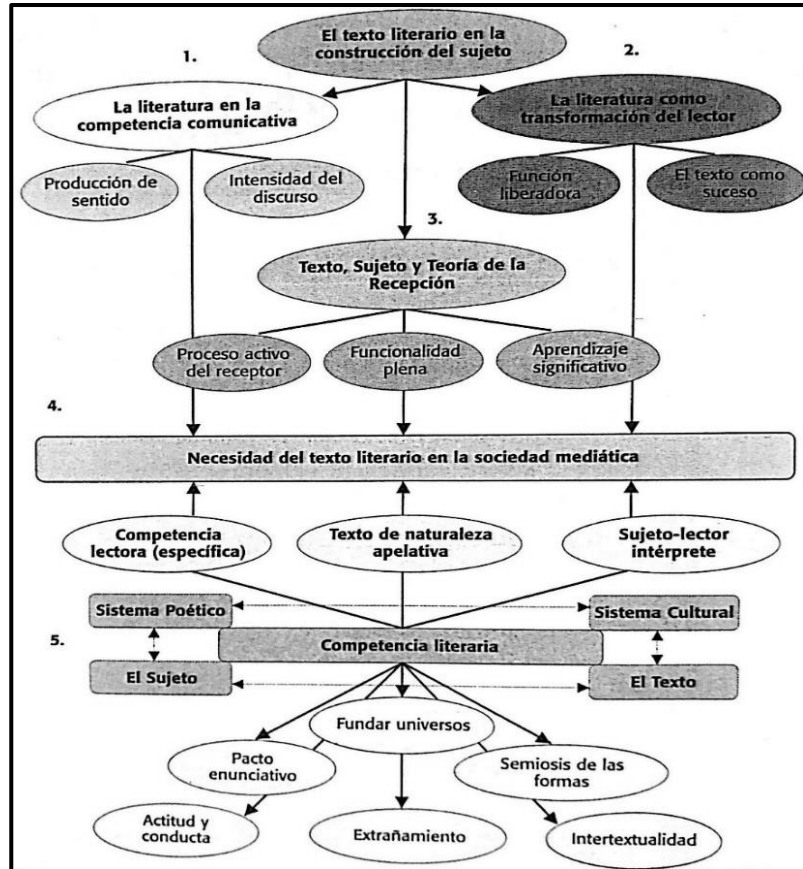 El texto literario en la
construcción del sujeto
1.
2.
La literatura en la
competencia comunicativa
La literatura como
transformación del lector
Producción de
sentido
Intensidad del
discurso
Función
liberadora
El texto como
suceso
3.
Texto, Sujeto y Teoría de la
Recepción
Proceso activo
del receptor
Funcionalidad
plena
Aprendizaje
significativo
4.
Necesidad del texto literario en la sociedad mediática
Competencia
lectora (específica)
Texto de naturaleza
apelativa
Sujeto-lector
intérprete
Sistema Poético
Sistema Cultural
5.
Competencia literaria
El Sujeto
El Texto
Fundar universos
Pacto
enunciativo
Semiosis de las
formas
Actitud y
conducta
Extrañamiento
Intertextualidad